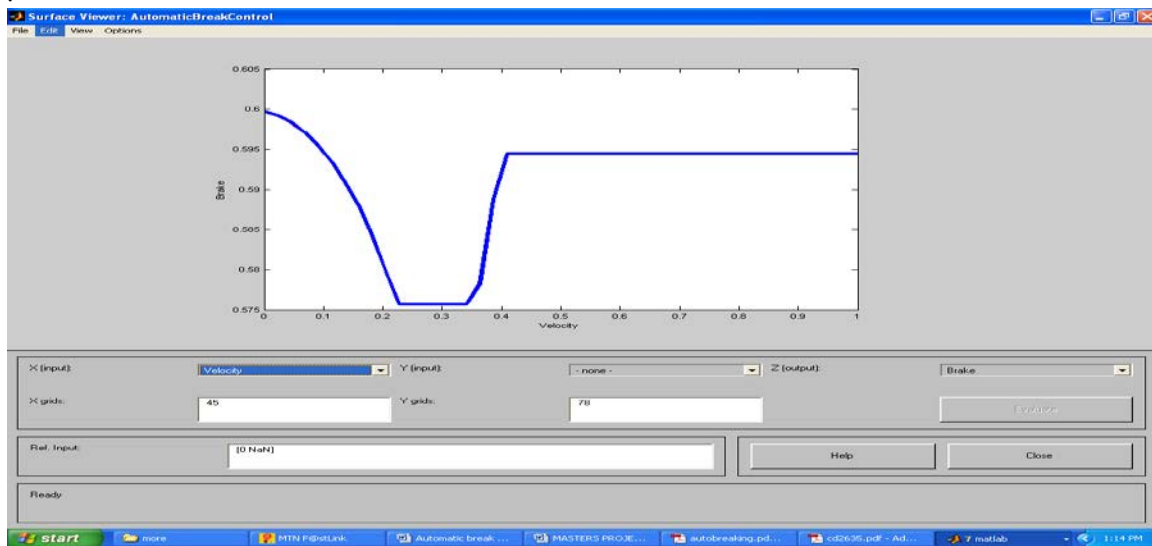 Surface Viewer: AutomaticBreakControl
File Edit View Options
0.605
0.6
0.595
0.59
0.585
0.58
0.575
Brake
0 0.1 0.2 0.3 0.4 0.5 0.6 0.7 0.8 0.9 1
Velocity
X (input): Velocity Y (input): - none - Z (output): Brake
X grids: 45 Y grids: 78 Evaluate
Ref. Input: [0 NaN] Help Close
Ready
start more MTN F@stLink Automatic break ... MASTERS PROJE... autobreaking.pd... cd2635.pdf - Ad... 7 matlab 1:14 PM